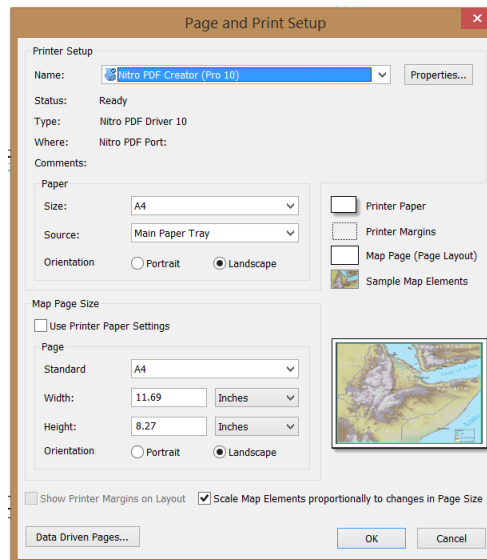 Page and Print Setup
Printer Setup
Name: Nitro PDF Creator (Pro 10) Properties...
Status: Ready
Type: Nitro PDF Driver 10
Where: Nitro PDF Port:
Comments:
Paper
Size: A4
Source: Main Paper Tray
Orientation Portrait Landscape
Printer Paper
Printer Margins
Map Page (Page Layout)
Sample Map Elements
Map Page Size
Use Printer Paper Settings
Page
Standard A4
Width: 11.69 Inches
Height: 8.27 Inches
Orientation Portrait Landscape
Gulf of Aden
Show Printer Margins on Layout Scale Map Elements proportionally to changes in Page Size
Data Driven Pages... OK Cancel